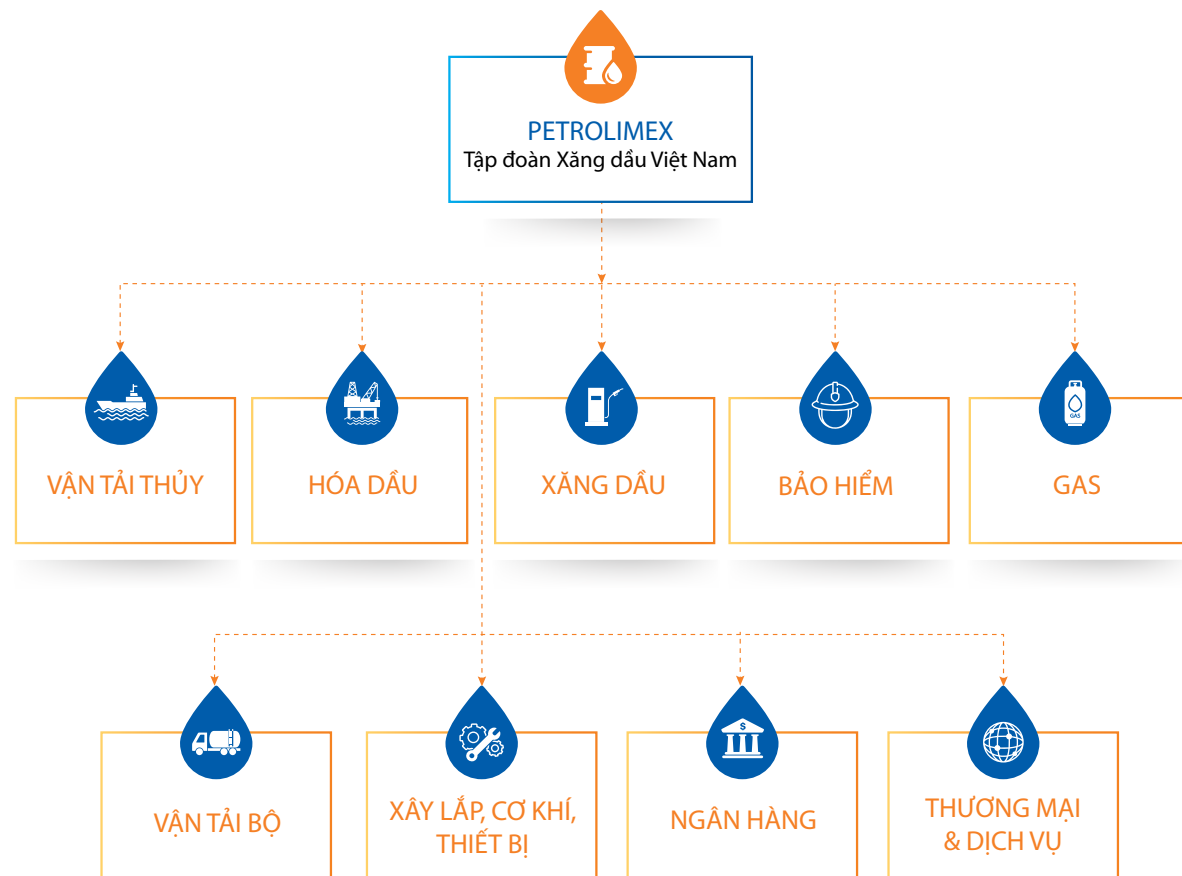 PETROLIMEX
Tập đoàn Xăng dầu Việt Nam
VẬN TẢI THỦY
HÓA DẦU
XĂNG DẦU
BẢO HIỂM
GAS
GAS
VẬN TẢI BỘ
XÂY LẮP, CƠ KHÍ,
THIẾT BỊ
$
NGÂN HÀNG
THƯƠNG MẠI
& DỊCH VỤ